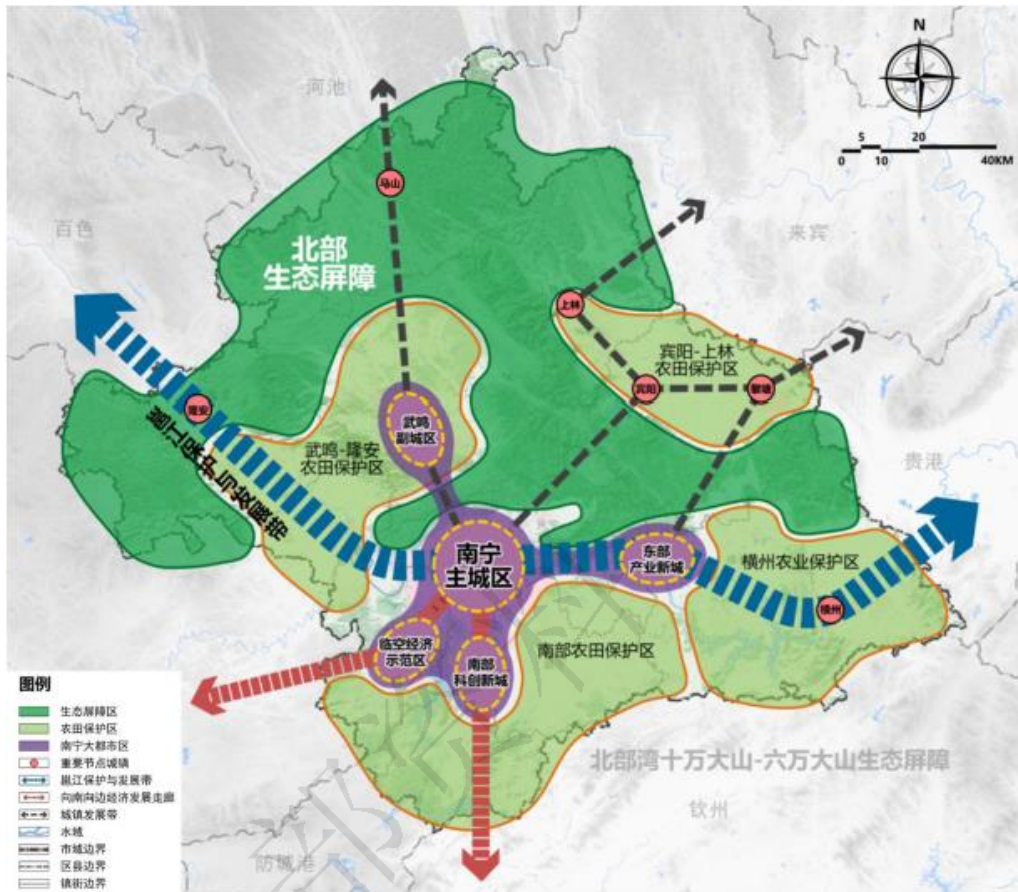 N
5 20
0 10 40KM
河池
马山
百色
来宾
北部
生态屏障
上林
宾阳-上林
农田保护区
宾阳
黎塘
隆安
武鸣
副城区
武鸣-隆安
农田保护区
邕江保护与发展带
贵港
南宁
主城区
东部
产业新城
横州农业保护区
横州
临空经济
示范区
南部
科创新城
南部农田保护区
北部湾十万大山-六万大山生态屏障
钦州
防城港
图例
生态屏障区
农田保护区
南宁大都市区
重要节点城镇
邕江保护与发展带
向南向边经济发展走廊
城镇发展带
水域
市域边界
区县边界
镇街边界